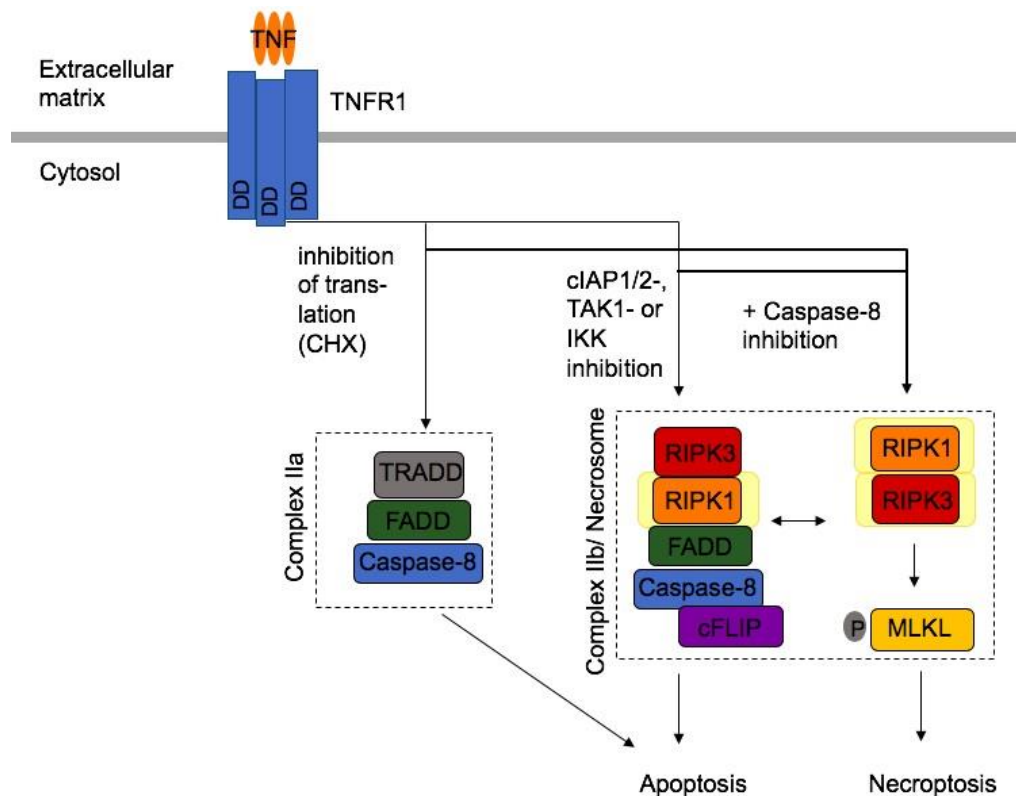 TNF
Extracellular
matrix
TNFR1
Cytosol
DD
DD
DD
inhibition
of trans-
lation
(CHX)
cIAP1/2-,
TAK1- or
IKK
inhibition
+ Caspase-8
inhibition
Complex IIa
TRADD
FADD
Caspase-8
Complex IIb/ Necrosome
RIPK3
RIPK1
FADD
Caspase-8
cFLIP
RIPK1
RIPK3
P
MLKL
Apoptosis
Necroptosis